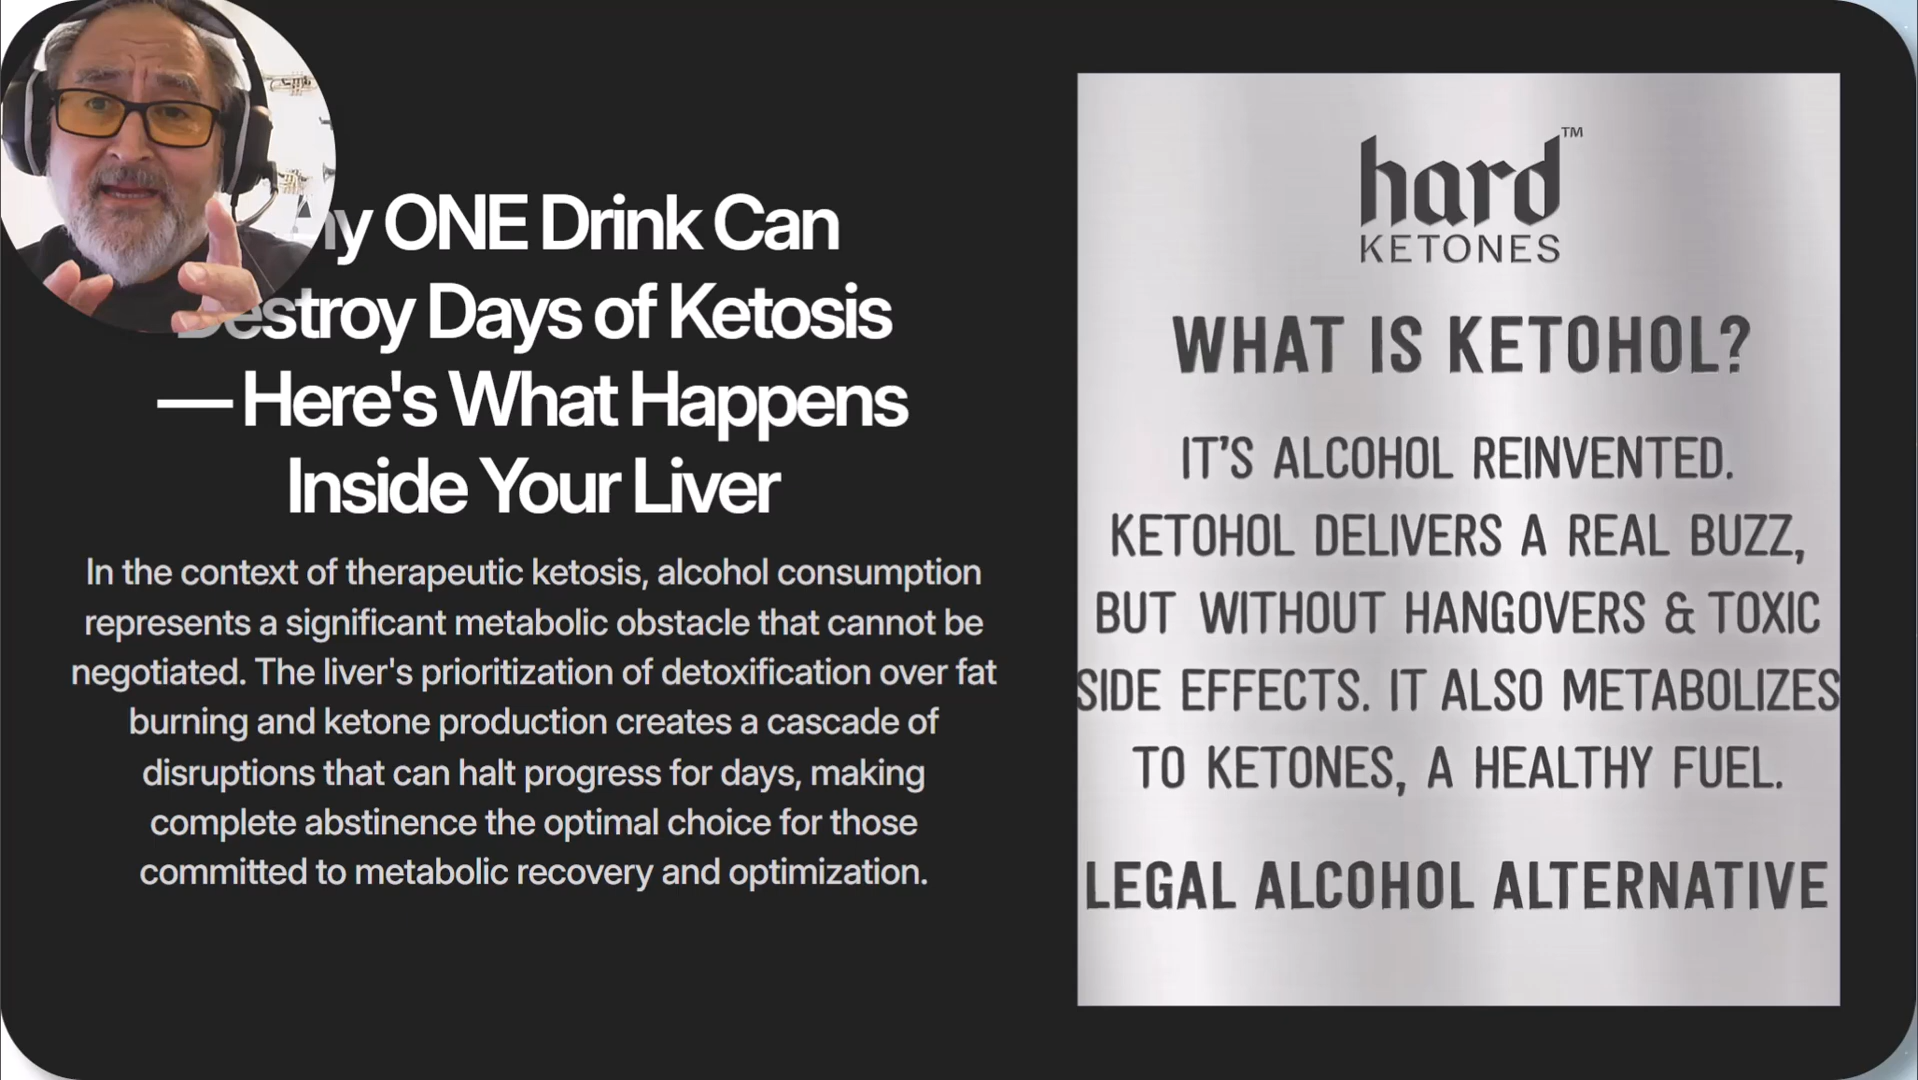 ny ONE Drink Can
Destroy Days of Ketosis
— Here's What Happens
Inside Your Liver
In the context of therapeutic ketosis, alcohol consumption
represents a significant metabolic obstacle that cannot be
negotiated. The liver's prioritization of detoxification over fat
burning and ketone production creates a cascade of
disruptions that can halt progress for days, making
complete abstinence the optimal choice for those
committed to metabolic recovery and optimization.
hard™
KETONES
WHAT IS KETOHOL?
IT'S ALCOHOL REINVENTED.
KETOHOL DELIVERS A REAL BUZZ,
BUT WITHOUT HANGOVERS & TOXIC
SIDE EFFECTS. IT ALSO METABOLIZES
TO KETONES, A HEALTHY FUEL.
LEGAL ALCOHOL ALTERNATIVE